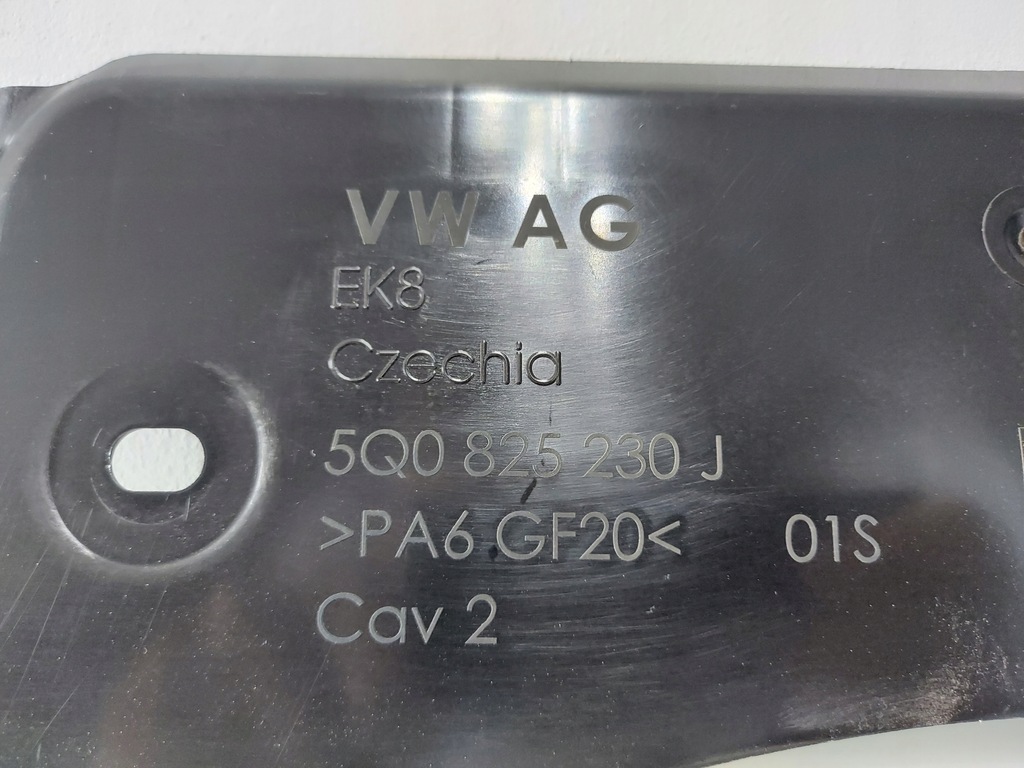 VW AG
EK8
Czechia
5Q0 825 230 J
>PA6 GF20< 01S
Cav 2